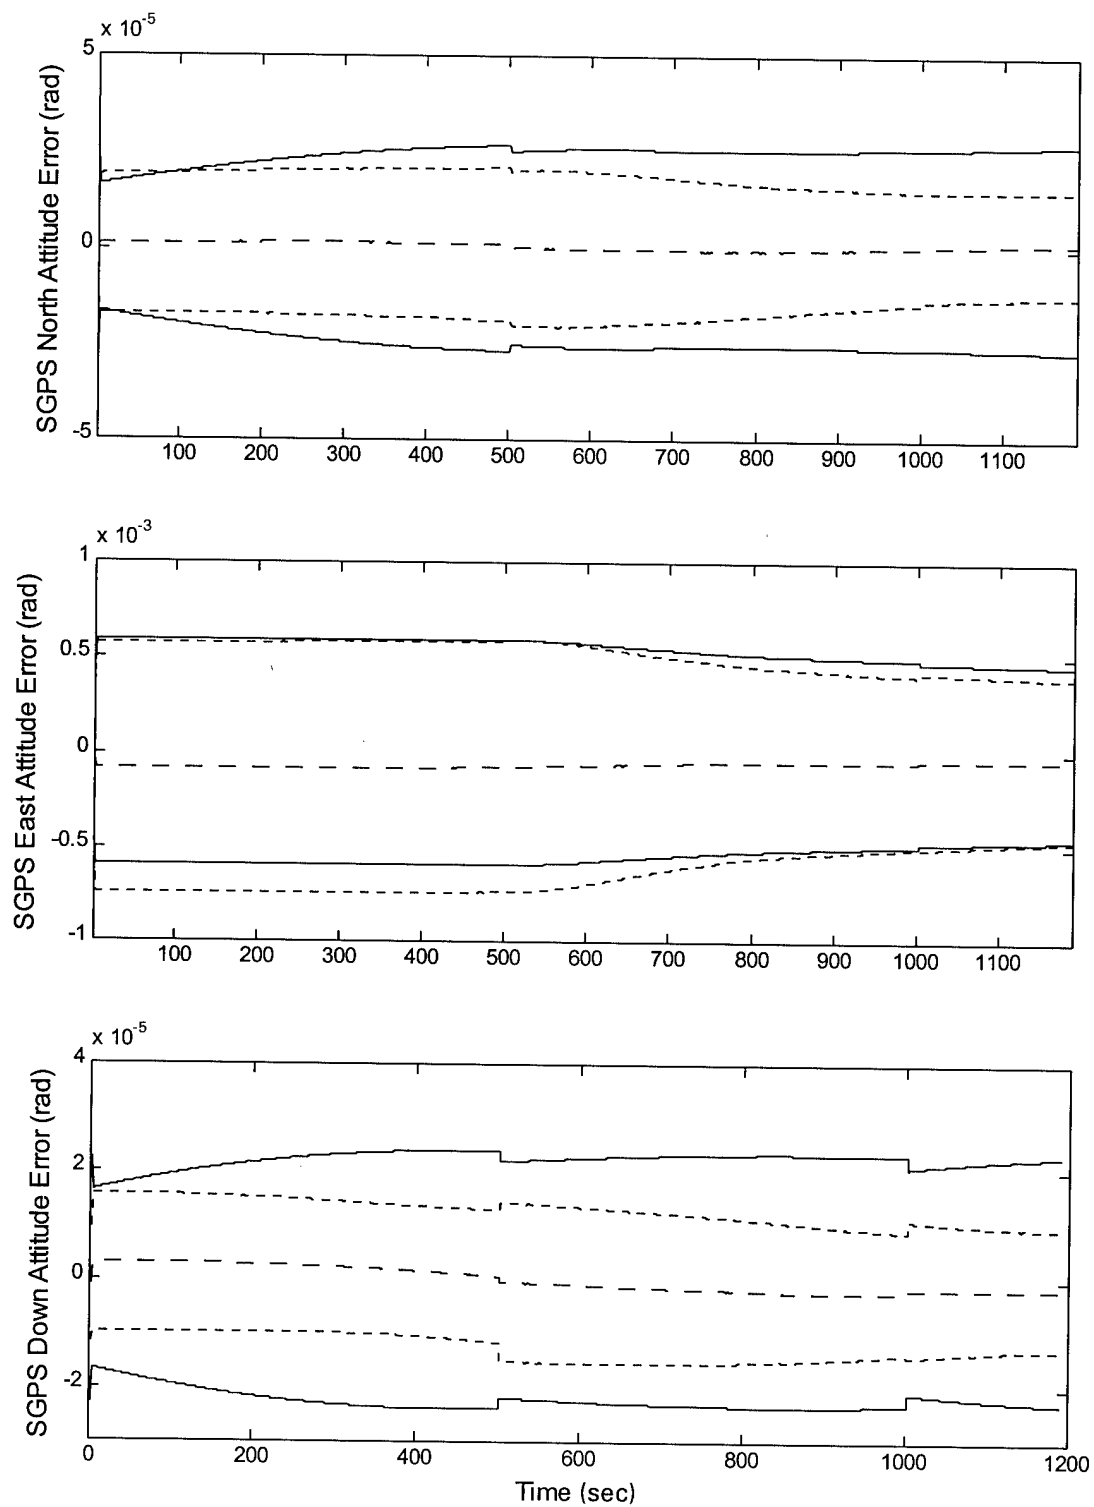 x 10-5
5
0
-5
SGPS North Attitude Error (rad)
100 200 300 400 500 600 700 800 900 1000 1100
x 10-3
1
0.5
0
-0.5
-1
SGPS East Attitude Error (rad)
100 200 300 400 500 600 700 800 900 1000 1100
x 10-5
4
2
0
-2
SGPS Down Attitude Error (rad)
0 200 400 600 800 1000 1200
Time (sec)